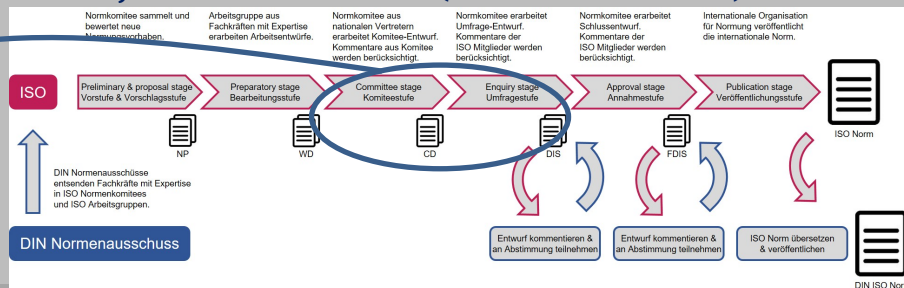 Normkomitee sammelt und
bewertet neue
Normungsvorhaben.
Arbeitsgruppe aus
Fachkräften mit Expertise
erarbeiten Arbeitsentwürfe.
Normkomitee aus
nationalen Vertretern
erarbeitet Komitee-Entwurf.
Kommentare aus Komitee
werden berücksichtigt.
Normkomitee erarbeitet
Umfrage-Entwurf.
Kommentare der
ISO Mitglieder werden
berücksichtigt.
Normkomitee erarbeitet
Schlussentwurf.
Kommentare der
ISO Mitglieder werden
berücksichtigt.
Internationale Organisation
für Normung veröffentlicht
die internationale Norm.
ISO
Preliminary & proposal stage
Vorstufe & Vorschlagsstufe
Preparatory stage
Bearbeitungsstufe
Committee stage
Komiteestufe
Enquiry stage
Umfragestufe
Approval stage
Annahmestufe
Publication stage
Veröffentlichungsstufe
ISO Norm
NP
WD
CD
DIS
FDIS
DIN Normenausschüsse
entsenden Fachkräfte mit Expertise
in ISO Normenkomitees
und ISO Arbeitsgruppen.
DIN Normenausschuss
Entwurf kommentieren &
an Abstimmung teilnehmen
Entwurf kommentieren &
an Abstimmung teilnehmen
ISO Norm übersetzen
& veröffentlichen
DIN ISO Nor